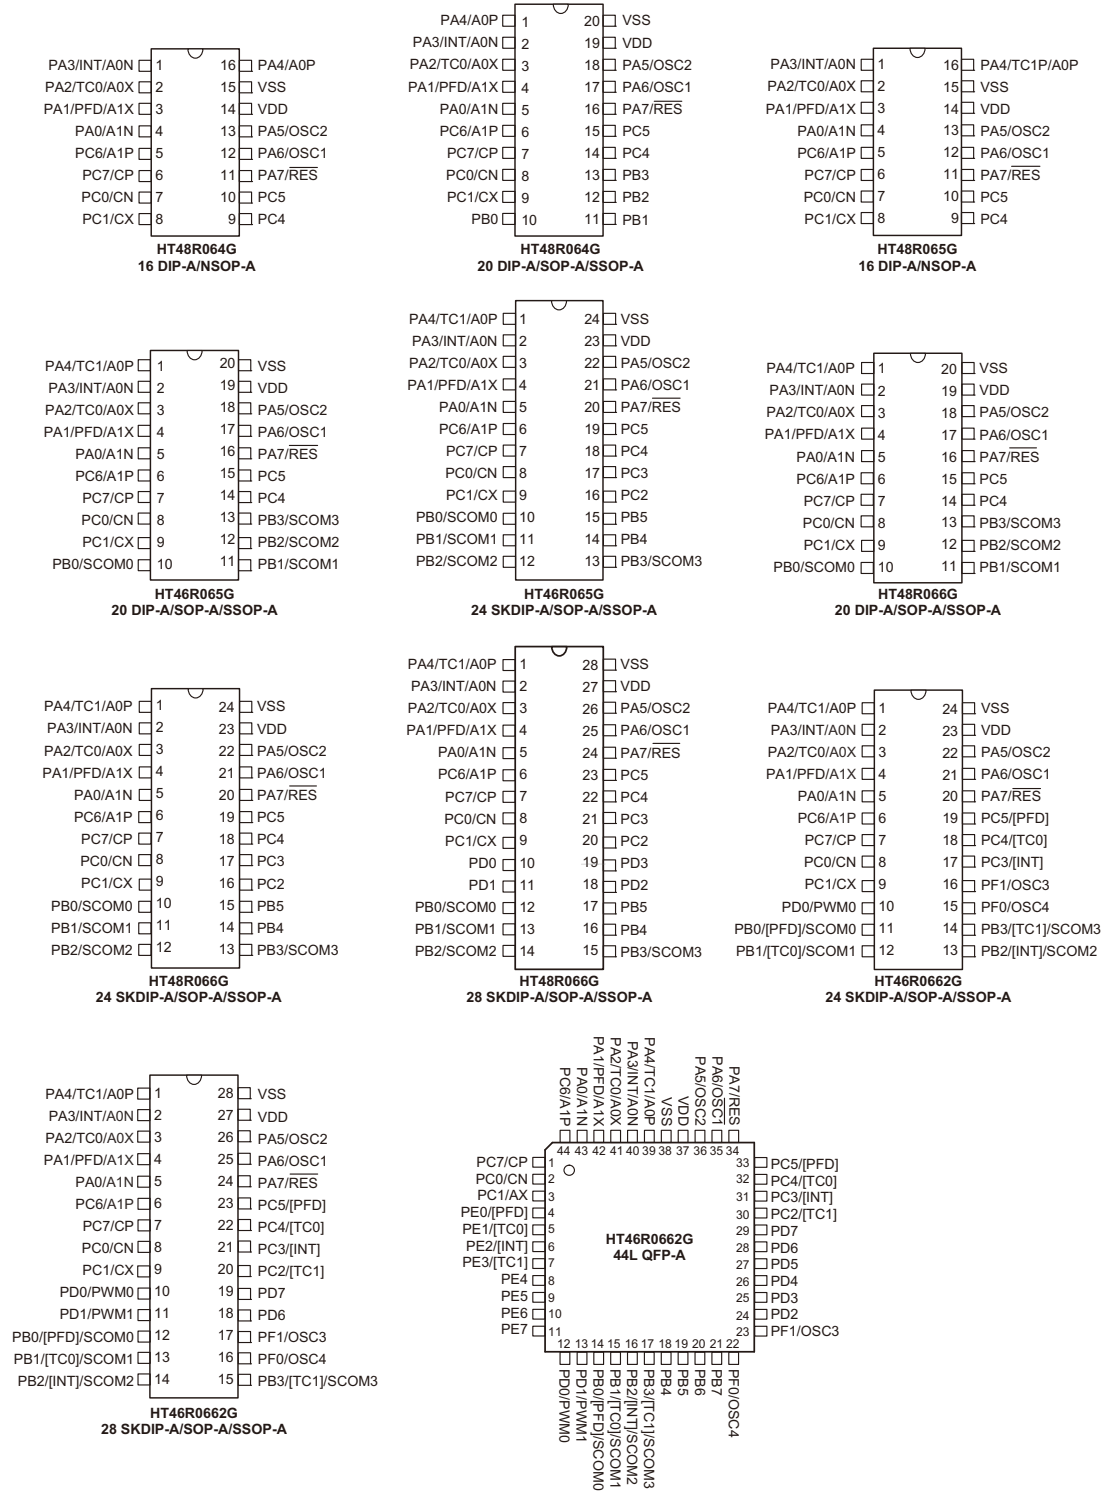 PA3/INT/A0N 1 16 PA4/A0P
PA2/TC0/A0X 2 15 VSS
PA1/PFD/A1X 3 14 VDD
PA0/A1N 4 13 PA5/OSC2
PC6/A1P 5 12 PA6/OSC1
PC7/CP 6 11 PA7/RES
PC0/CN 7 10 PC5
PC1/CX 8 9 PC4
HT48R064G
16 DIP-A/NSOP-A
PA4/A0P 1 20 VSS
PA3/INT/A0N 2 19 VDD
PA2/TC0/A0X 3 18 PA5/OSC2
PA1/PFD/A1X 4 17 PA6/OSC1
PA0/A1N 5 16 PA7/RES
PC6/A1P 6 15 PC5
PC7/CP 7 14 PC4
PC0/CN 8 13 PB3
PC1/CX 9 12 PB2
PB0 10 11 PB1
HT48R064G
20 DIP-A/SOP-A/SSOP-A
PA3/INT/A0N 1 16 PA4/TC1P/A0P
PA2/TC0/A0X 2 15 VSS
PA1/PFD/A1X 3 14 VDD
PA0/A1N 4 13 PA5/OSC2
PC6/A1P 5 12 PA6/OSC1
PC7/CP 6 11 PA7/RES
PC0/CN 7 10 PC5
PC1/CX 8 9 PC4
HT48R065G
16 DIP-A/NSOP-A
PA4/TC1/A0P 1 20 VSS
PA3/INT/A0N 2 19 VDD
PA2/TC0/A0X 3 18 PA5/OSC2
PA1/PFD/A1X 4 17 PA6/OSC1
PA0/A1N 5 16 PA7/RES
PC6/A1P 6 15 PC5
PC7/CP 7 14 PC4
PC0/CN 8 13 PB3/SCOM3
PC1/CX 9 12 PB2/SCOM2
PB0/SCOM0 10 11 PB1/SCOM1
HT46R065G
20 DIP-A/SOP-A/SSOP-A
PA4/TC1/A0P 1 24 VSS
PA3/INT/A0N 2 23 VDD
PA2/TC0/A0X 3 22 PA5/OSC2
PA1/PFD/A1X 4 21 PA6/OSC1
PA0/A1N 5 20 PA7/RES
PC6/A1P 6 19 PC5
PC7/CP 7 18 PC4
PC0/CN 8 17 PC3
PC1/CX 9 16 PC2
PB0/SCOM0 10 15 PB5
PB1/SCOM1 11 14 PB4
PB2/SCOM2 12 13 PB3/SCOM3
HT46R065G
24 SKDIP-A/SOP-A/SSOP-A
PA4/TC1/A0P 1 20 VSS
PA3/INT/A0N 2 19 VDD
PA2/TC0/A0X 3 18 PA5/OSC2
PA1/PFD/A1X 4 17 PA6/OSC1
PA0/A1N 5 16 PA7/RES
PC6/A1P 6 15 PC5
PC7/CP 7 14 PC4
PC0/CN 8 13 PB3/SCOM3
PC1/CX 9 12 PB2/SCOM2
PB0/SCOM0 10 11 PB1/SCOM1
HT48R066G
20 DIP-A/SOP-A/SSOP-A
PA4/TC1/A0P 1 24 VSS
PA3/INT/A0N 2 23 VDD
PA2/TC0/A0X 3 22 PA5/OSC2
PA1/PFD/A1X 4 21 PA6/OSC1
PA0/A1N 5 20 PA7/RES
PC6/A1P 6 19 PC5
PC7/CP 7 18 PC4
PC0/CN 8 17 PC3
PC1/CX 9 16 PC2
PB0/SCOM0 10 15 PB5
PB1/SCOM1 11 14 PB4
PB2/SCOM2 12 13 PB3/SCOM3
HT48R066G
24 SKDIP-A/SOP-A/SSOP-A
PA4/TC1/A0P 1 28 VSS
PA3/INT/A0N 2 27 VDD
PA2/TC0/A0X 3 26 PA5/OSC2
PA1/PFD/A1X 4 25 PA6/OSC1
PA0/A1N 5 24 PA7/RES
PC6/A1P 6 23 PC5
PC7/CP 7 22 PC4
PC0/CN 8 21 PC3
PC1/CX 9 20 PC2
PD0 10 19 PD3
PD1 11 18 PD2
PB0/SCOM0 12 17 PB5
PB1/SCOM1 13 16 PB4
PB2/SCOM2 14 15 PB3/SCOM3
HT48R066G
28 SKDIP-A/SOP-A/SSOP-A
PA4/TC1/A0P 1 24 VSS
PA3/INT/A0N 2 23 VDD
PA2/TC0/A0X 3 22 PA5/OSC2
PA1/PFD/A1X 4 21 PA6/OSC1
PA0/A1N 5 20 PA7/RES
PC6/A1P 6 19 PC5/[PFD]
PC7/CP 7 18 PC4/[TC0]
PC0/CN 8 17 PC3/[INT]
PC1/CX 9 16 PF1/OSC3
PD0/PWM0 10 15 PF0/OSC4
PB0/[PFD]/SCOM0 11 14 PB3/[TC1]/SCOM3
PB1/[TC0]/SCOM1 12 13 PB2/[INT]/SCOM2
HT46R0662G
24 SKDIP-A/SOP-A/SSOP-A
PA4/TC1/A0P 1 28 VSS
PA3/INT/A0N 2 27 VDD
PA2/TC0/A0X 3 26 PA5/OSC2
PA1/PFD/A1X 4 25 PA6/OSC1
PA0/A1N 5 24 PA7/RES
PC6/A1P 6 23 PC5/[PFD]
PC7/CP 7 22 PC4/[TC0]
PC0/CN 8 21 PC3/[INT]
PC1/CX 9 20 PC2/[TC1]
PD0/PWM0 10 19 PD7
PD1/PWM1 11 18 PD6
PB0/[PFD]/SCOM0 12 17 PF1/OSC3
PB1/[TC0]/SCOM1 13 16 PF0/OSC4
PB2/[INT]/SCOM2 14 15 PB3/[TC1]/SCOM3
HT46R0662G
28 SKDIP-A/SOP-A/SSOP-A
PC6/A1P PA0/A1N PA1/PFD/A1X PA2/TC0/A0X PA3/INT/A0N PA4/TC1/A0P VSS VDD PA5/OSC2 PA6/OSC1 PA7/RES
44 43 42 41 40 39 38 37 36 35 34
PC7/CP 1 33 PC5/[PFD]
PC0/CN 2 32 PC4/[TC0]
PC1/AX 3 31 PC3/[INT]
PE0/[PFD] 4 30 PC2/[TC1]
PE1/[TC0] 5 29 PD7
PE2/[INT] 6 28 PD6
PE3/[TC1] 7 27 PD5
PE4 8 26 PD4
PE5 9 25 PD3
PE6 10 24 PD2
PE7 11 23 PF1/OSC3
HT46R0662G
44L QFP-A
12 13 14 15 16 17 18 19 20 21 22
PD0/PWM0 PD1/PWM1 PB0/[PFD]/SCOM0 PB1/[TC0]/SCOM1 PB2/[INT]/SCOM2 PB3/[TC1]/SCOM3 PB4 PB5 PB6 PB7 PF0/OSC4